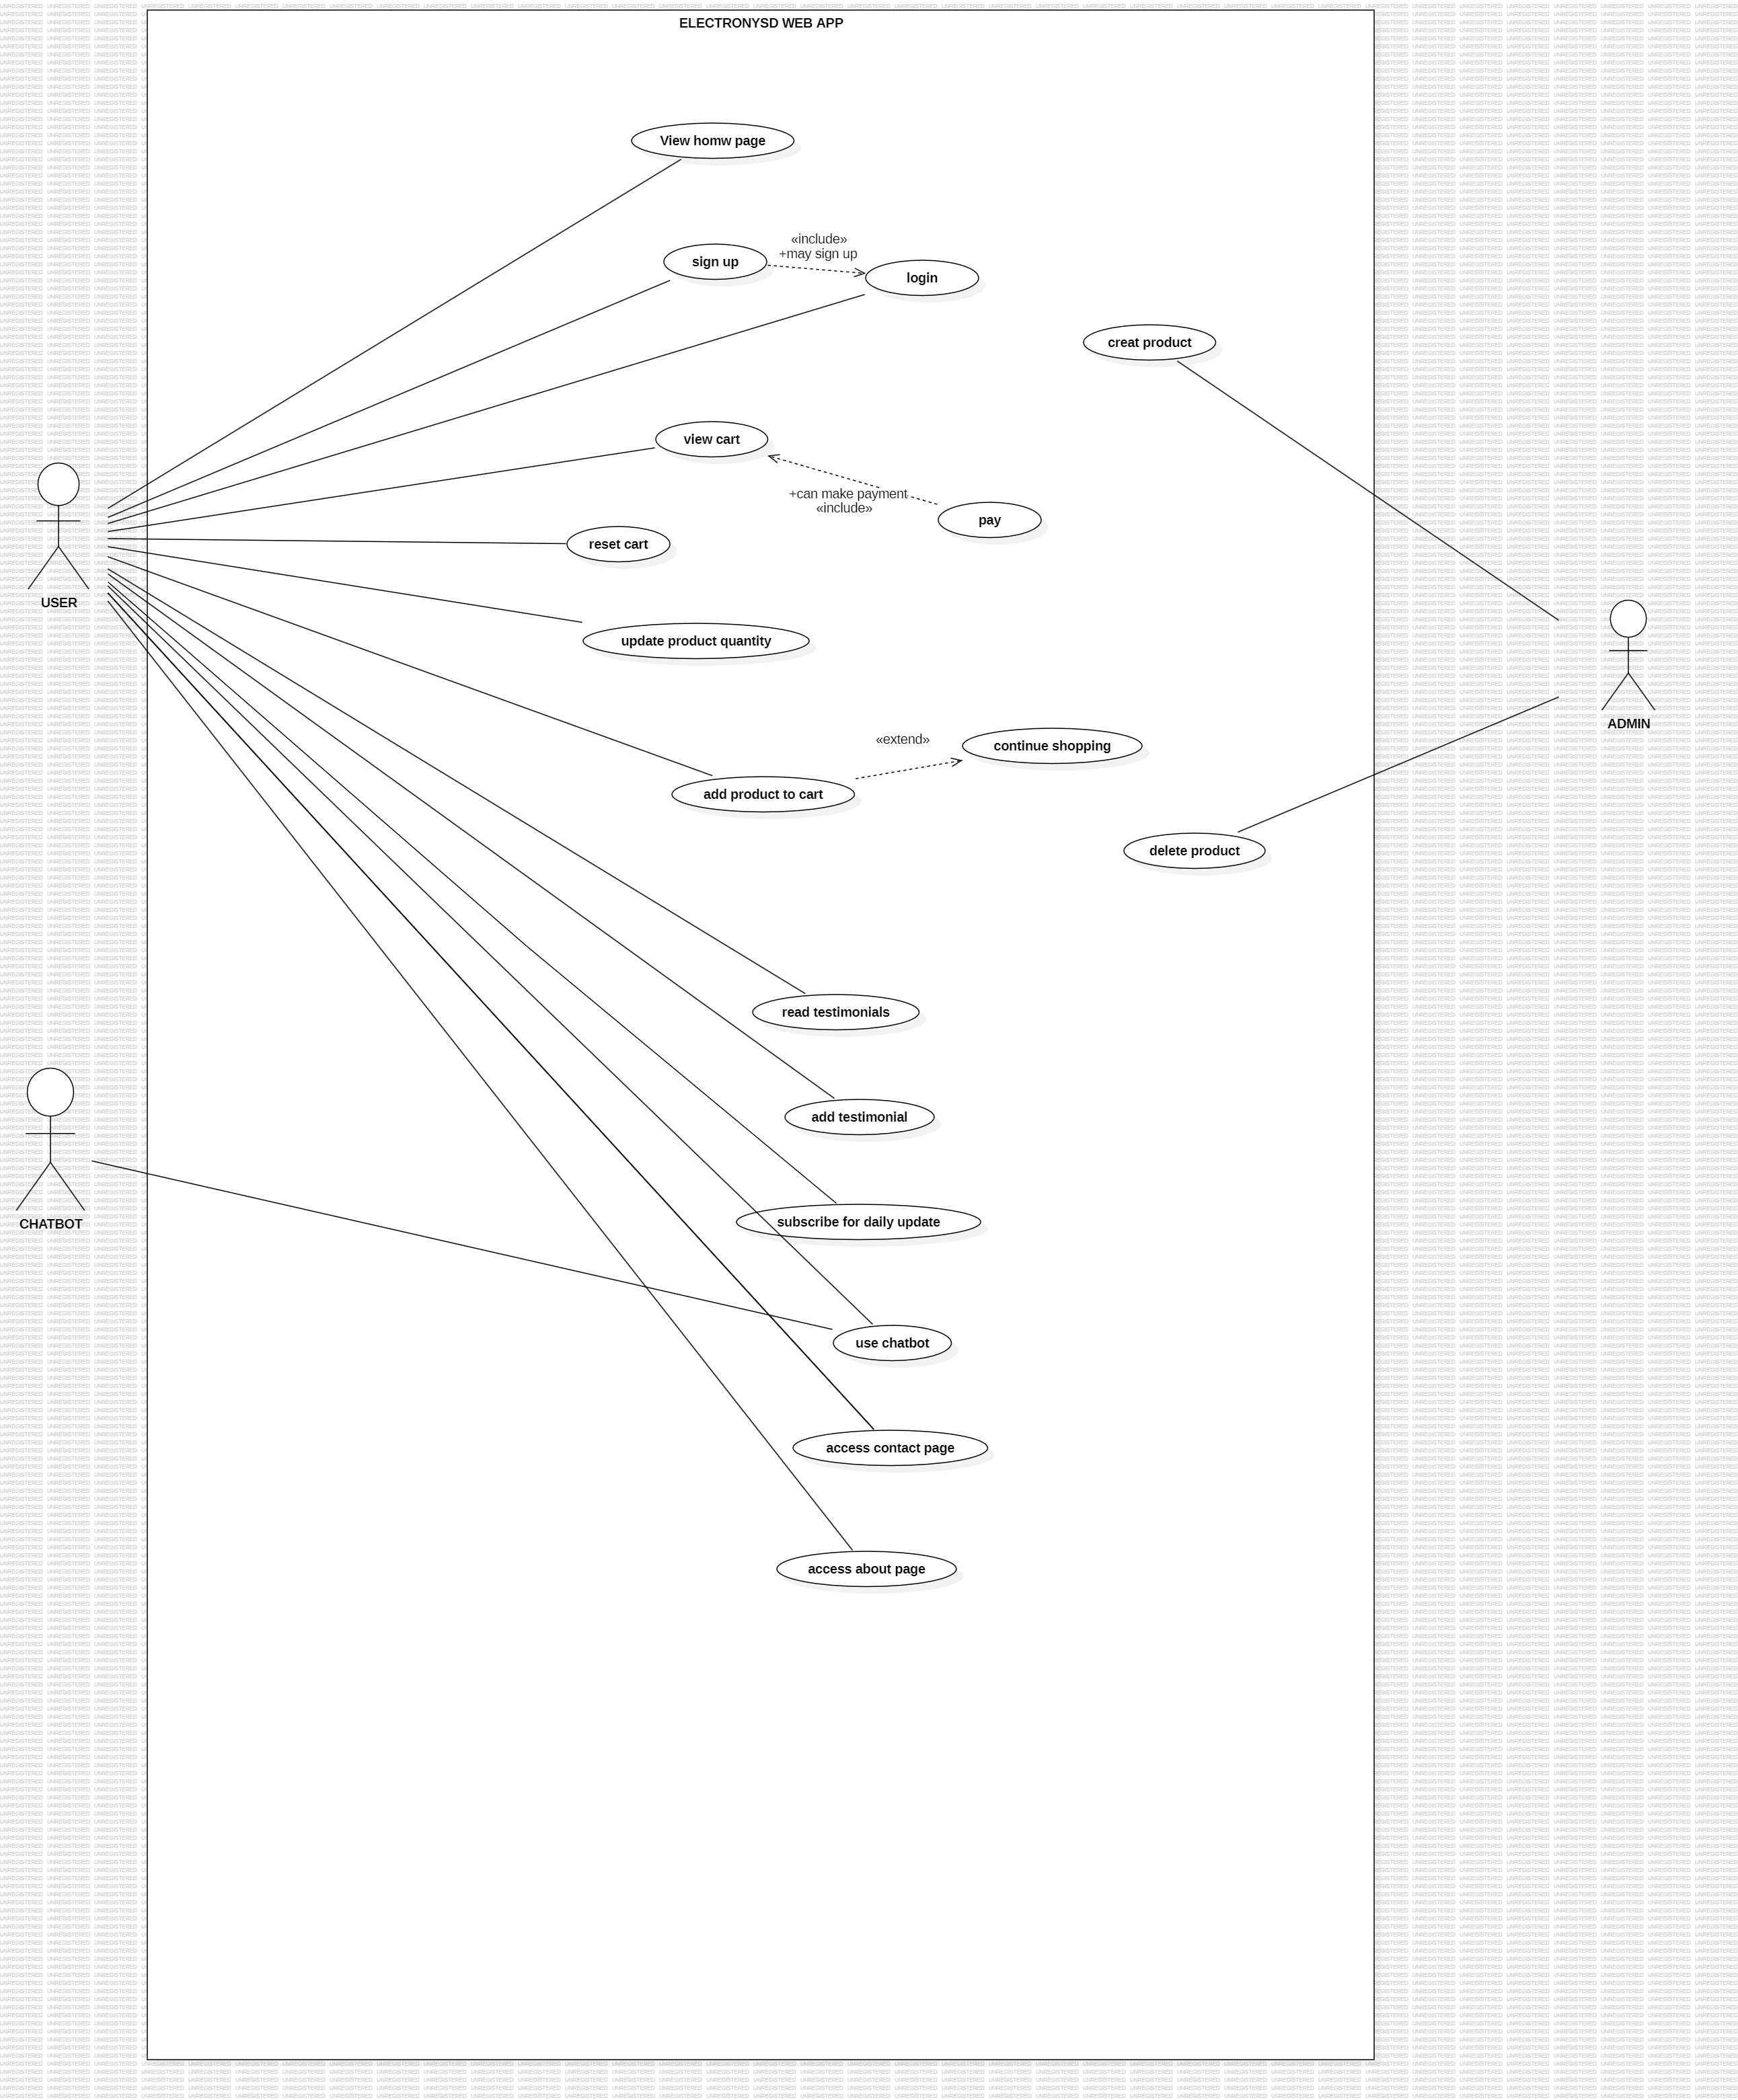 ELECTRONYSD WEB APP
View homw page
«include»
+may sign up
sign up
login
creat product
view cart
+can make payment
«include»
pay
reset cart
USER
update product quantity
ADMIN
«extend»
continue shopping
add product to cart
delete product
read testimonials
add testimonial
CHATBOT
subscribe for daily update
use chatbot
access contact page
access about page
UNREGISTERED